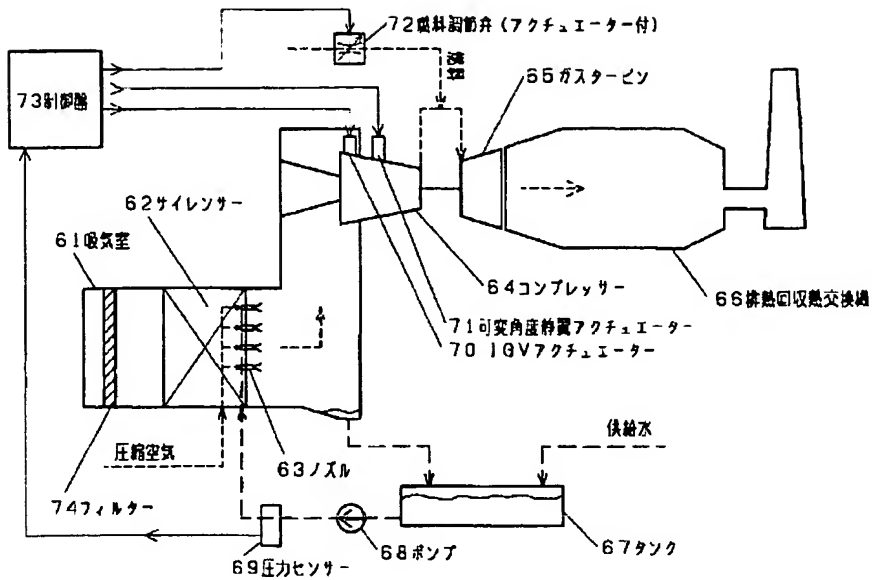 72燃料調節弁(アクチュエーター付)
燃料
65ガスタービン
73制御器
62サイレンサー
61吸気室
64コンプレッサー
66排熱回収熱交換機
71可変角度静翼アクチュエーター
70 IGVアクチュエーター
圧縮空気
63ノズル
供給水
74フィルター
69圧力センサー
68ポンプ
67タンク